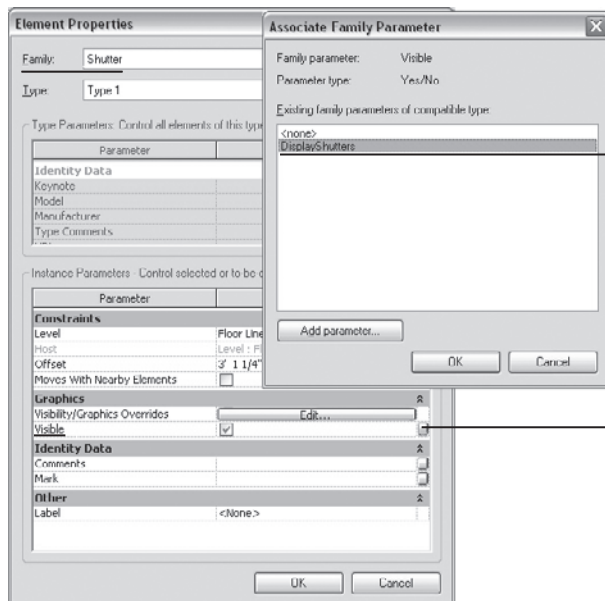 Element Properties
Family: Shutter
Type: Type 1
Type Parameters: Control all elements of this type
Parameter
Identity Data
Keynote
Model
Manufacturer
Type Comments
Instance Parameters - Control selected or to be
Parameter
Constraints
Level Floor Line
Host Level :
Offset 3' 1 1/4"
Moves With Nearby Elements
Graphics
Visibility/Graphics Overrides Edit...
Visible
Identity Data
Comments
Mark
Other
Label <None>
OK Cancel
Associate Family Parameter
Family parameter: Visible
Parameter type: Yes/No
Existing family parameters of compatible type:
<none>
DisplayShutters
Add parameter...
OK Cancel